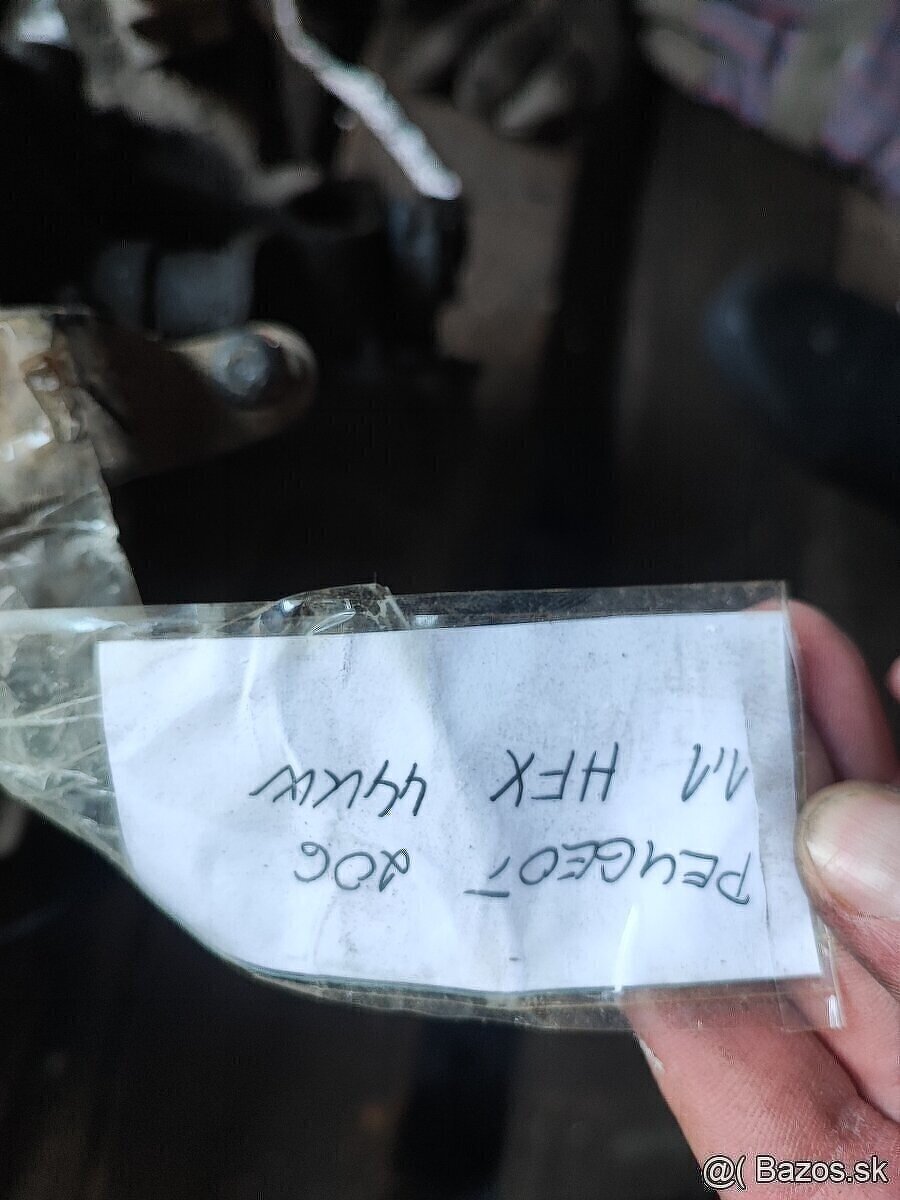 PEUGEOT 206
1,1 HFX 44KW
@( Bazos.sk